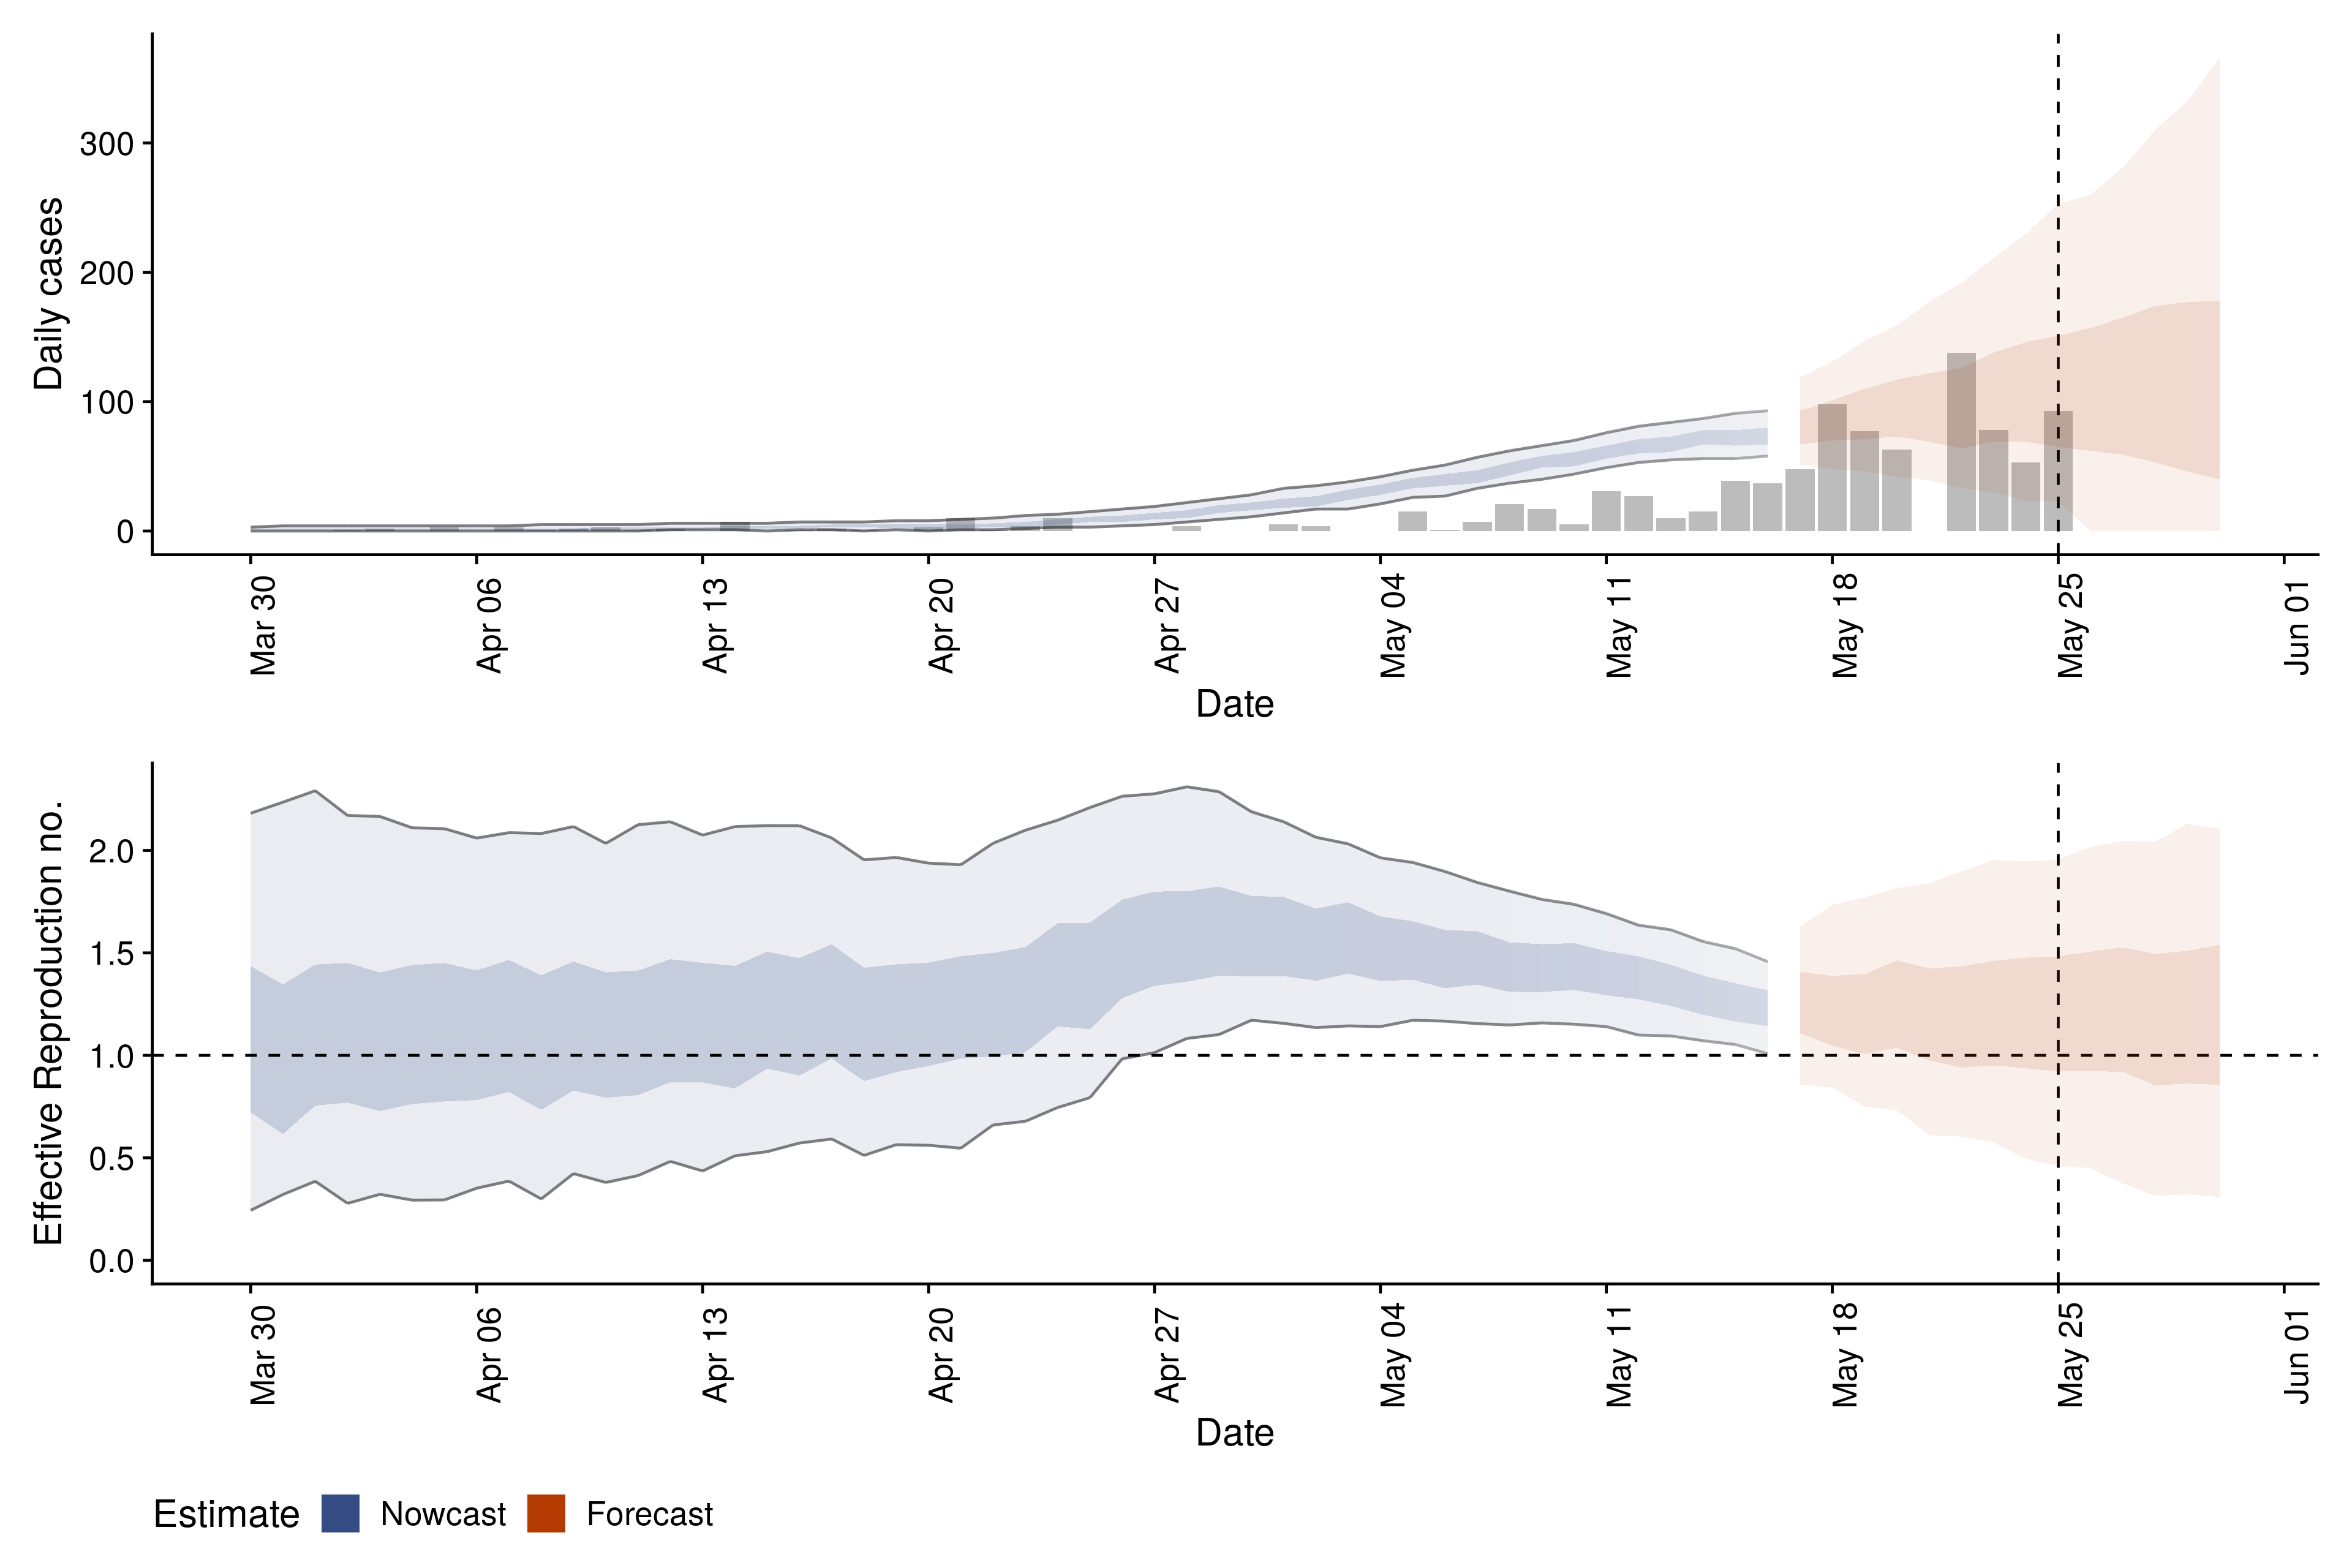 Daily cases
300
200
100
0
Mar 30
Apr 06
Apr 13
Apr 20
Apr 27
May 04
May 11
May 18
May 25
Jun 01
Date
Effective Reproduction no.
2.0
1.5
1.0
0.5
0.0
Mar 30
Apr 06
Apr 13
Apr 20
Apr 27
May 04
May 11
May 18
May 25
Jun 01
Date
Estimate Nowcast Forecast